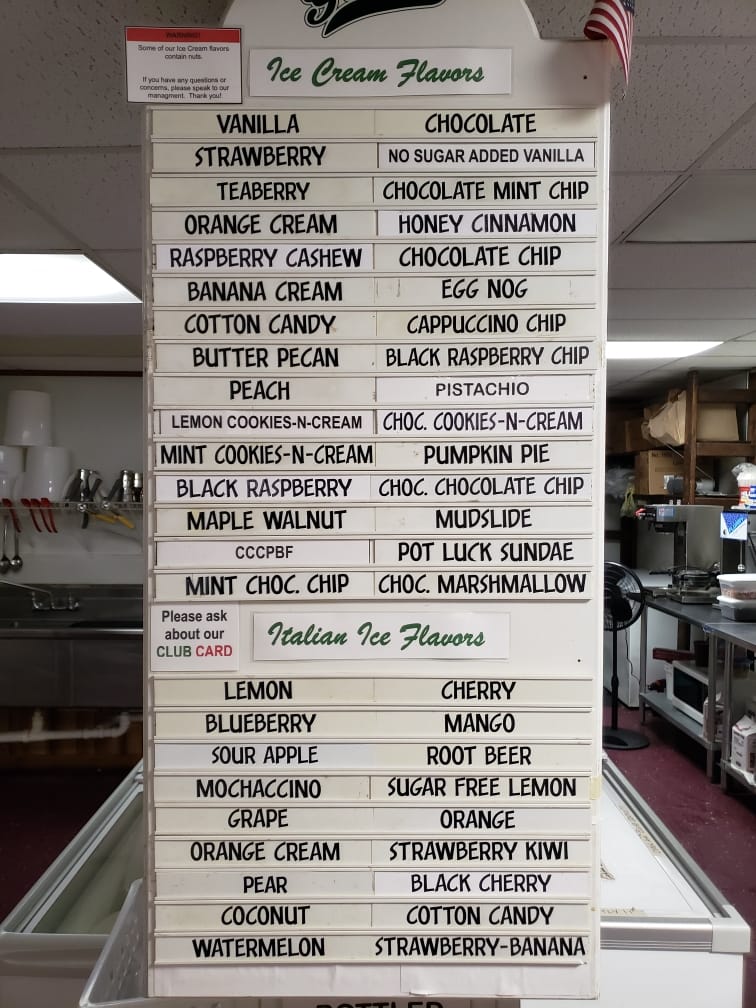 WARNING!
Some of our Ice Cream flavors
contain nuts.
If you have any questions or
concerns, please speak to our
managment. Thank you!
Ice Cream Flavors
VANILLA CHOCOLATE
STRAWBERRY NO SUGAR ADDED VANILLA
TEABERRY CHOCOLATE MINT CHIP
ORANGE CREAM HONEY CINNAMON
RASPBERRY CASHEW CHOCOLATE CHIP
BANANA CREAM EGG NOG
COTTON CANDY CAPPUCCINO CHIP
BUTTER PECAN BLACK RASPBERRY CHIP
PEACH PISTACHIO
LEMON COOKIES-N-CREAM CHOC. COOKIES-N-CREAM
MINT COOKIES-N-CREAM PUMPKIN PIE
BLACK RASPBERRY CHOC. CHOCOLATE CHIP
MAPLE WALNUT MUDSLIDE
CCCPBF POT LUCK SUNDAE
MINT CHOC. CHIP CHOC. MARSHMALLOW
Please ask
about our
CLUB CARD
Italian Ice Flavors
LEMON CHERRY
BLUEBERRY MANGO
SOUR APPLE ROOT BEER
MOCHACCINO SUGAR FREE LEMON
GRAPE ORANGE
ORANGE CREAM STRAWBERRY KIWI
PEAR BLACK CHERRY
COCONUT COTTON CANDY
WATERMELON STRAWBERRY-BANANA
BOTTLED